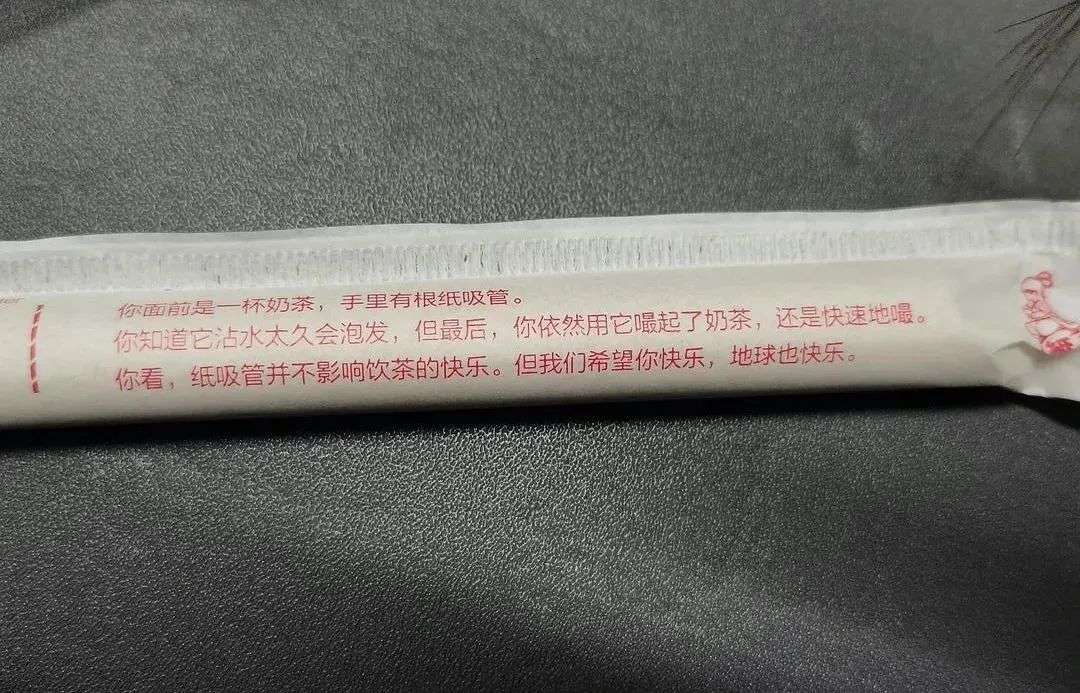 你面前是一杯奶茶，手里有根纸吸管。
你知道它沾水太久会泡发，但最后，你依然用它嘬起了奶茶，还是快速地嘬。
你看，纸吸管并不影响饮茶的快乐。但我们希望你快乐，地球也快乐。